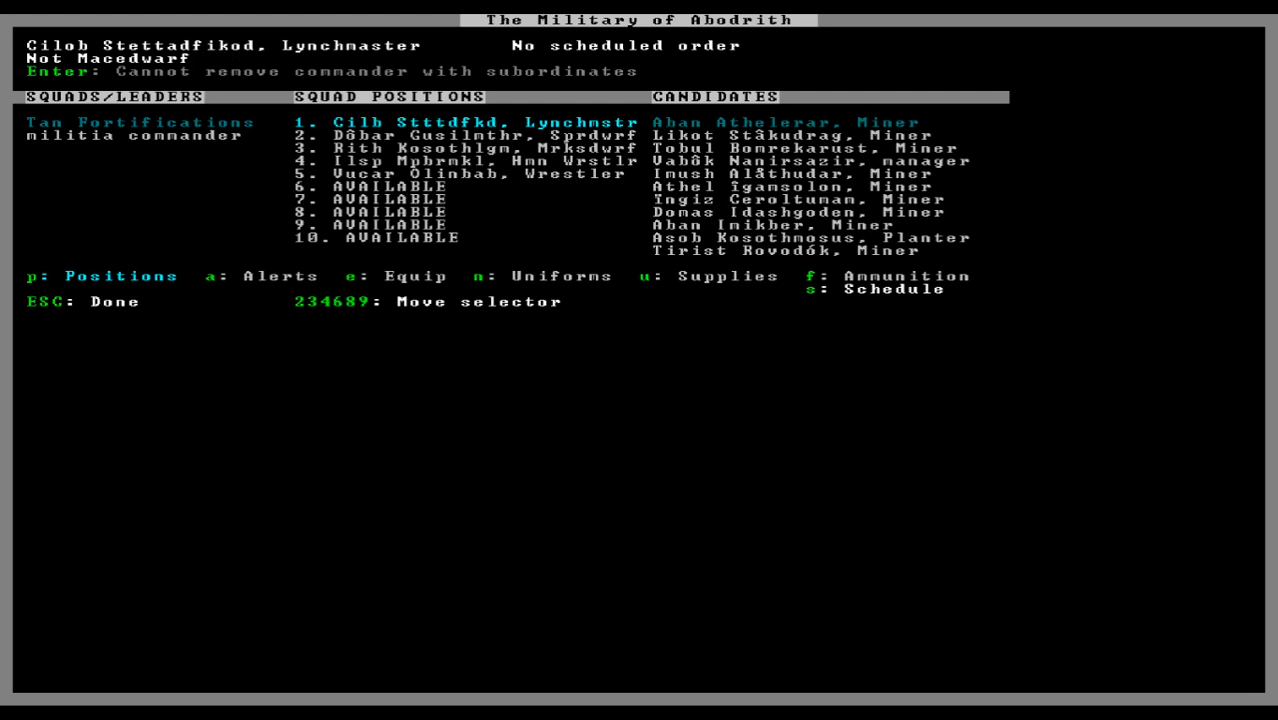 The Military of Abodrith
Cilob Stettadfikod, Lynchmaster No scheduled order
Not Macedwarf
Enter: Cannot remove commander with subordinates
SQUADS/LEADERS SQUAD POSITIONS CANDIDATES
Tan Fortifications 1. Cilb Stttdfkd, Lynchmstr Aban Athelerar, Miner
militia commander 2. Dôbar Gusilmthr, Sprdwrf Likot Stâkudrag, Miner
3. Rith Kosothlgm, Mrksdwrf Tobul Bomrekarust, Miner
4. Ilsp Mpbrmkl, Hmn Wrstlr Vabôk Nanirsazir, manager
5. Vucar Olinbab, Wrestler Imush Alåthudar, Miner
6. AVAILABLE Athel Îgamsolon, Miner
7. AVAILABLE Ingiz Ceroltumam, Miner
8. AVAILABLE Domas Idashgoden, Miner
9. AVAILABLE Aban Imikber, Miner
10. AVAILABLE Asob Kosothmosus, Planter
Tirist Rovodók, Miner
p: Positions a: Alerts e: Equip n: Uniforms u: Supplies f: Ammunition
s: Schedule
ESC: Done 234689: Move selector